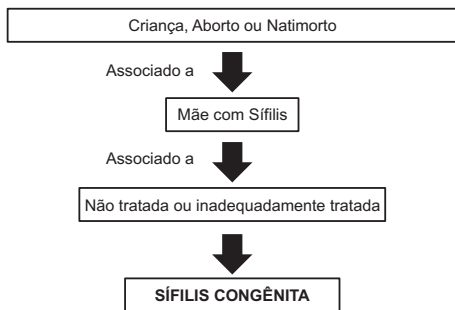 Criança, Aborto ou Natimorto
Associado a
Mãe com Sífilis
Associado a
Não tratada ou inadequadamente tratada
SÍFILIS CONGÊNITA